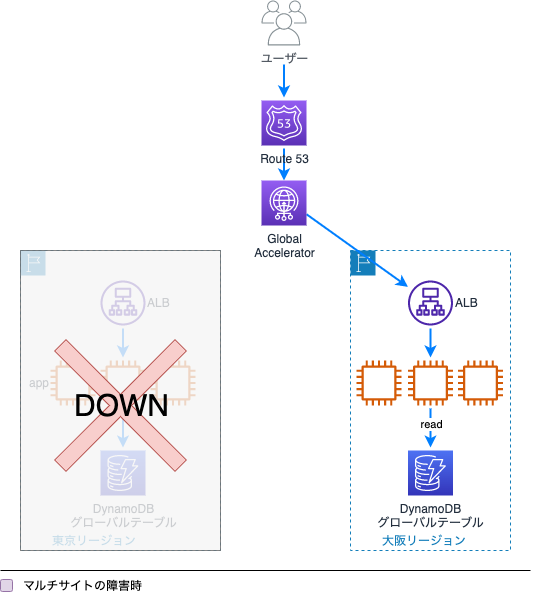 ユーザー
53
Route 53
Global
Accelerator
ALB
app
DOWN
DynamoDB
グローバルテーブル
東京リージョン
ALB
read
DynamoDB
グローバルテーブル
大阪リージョン
マルチサイトの障害時